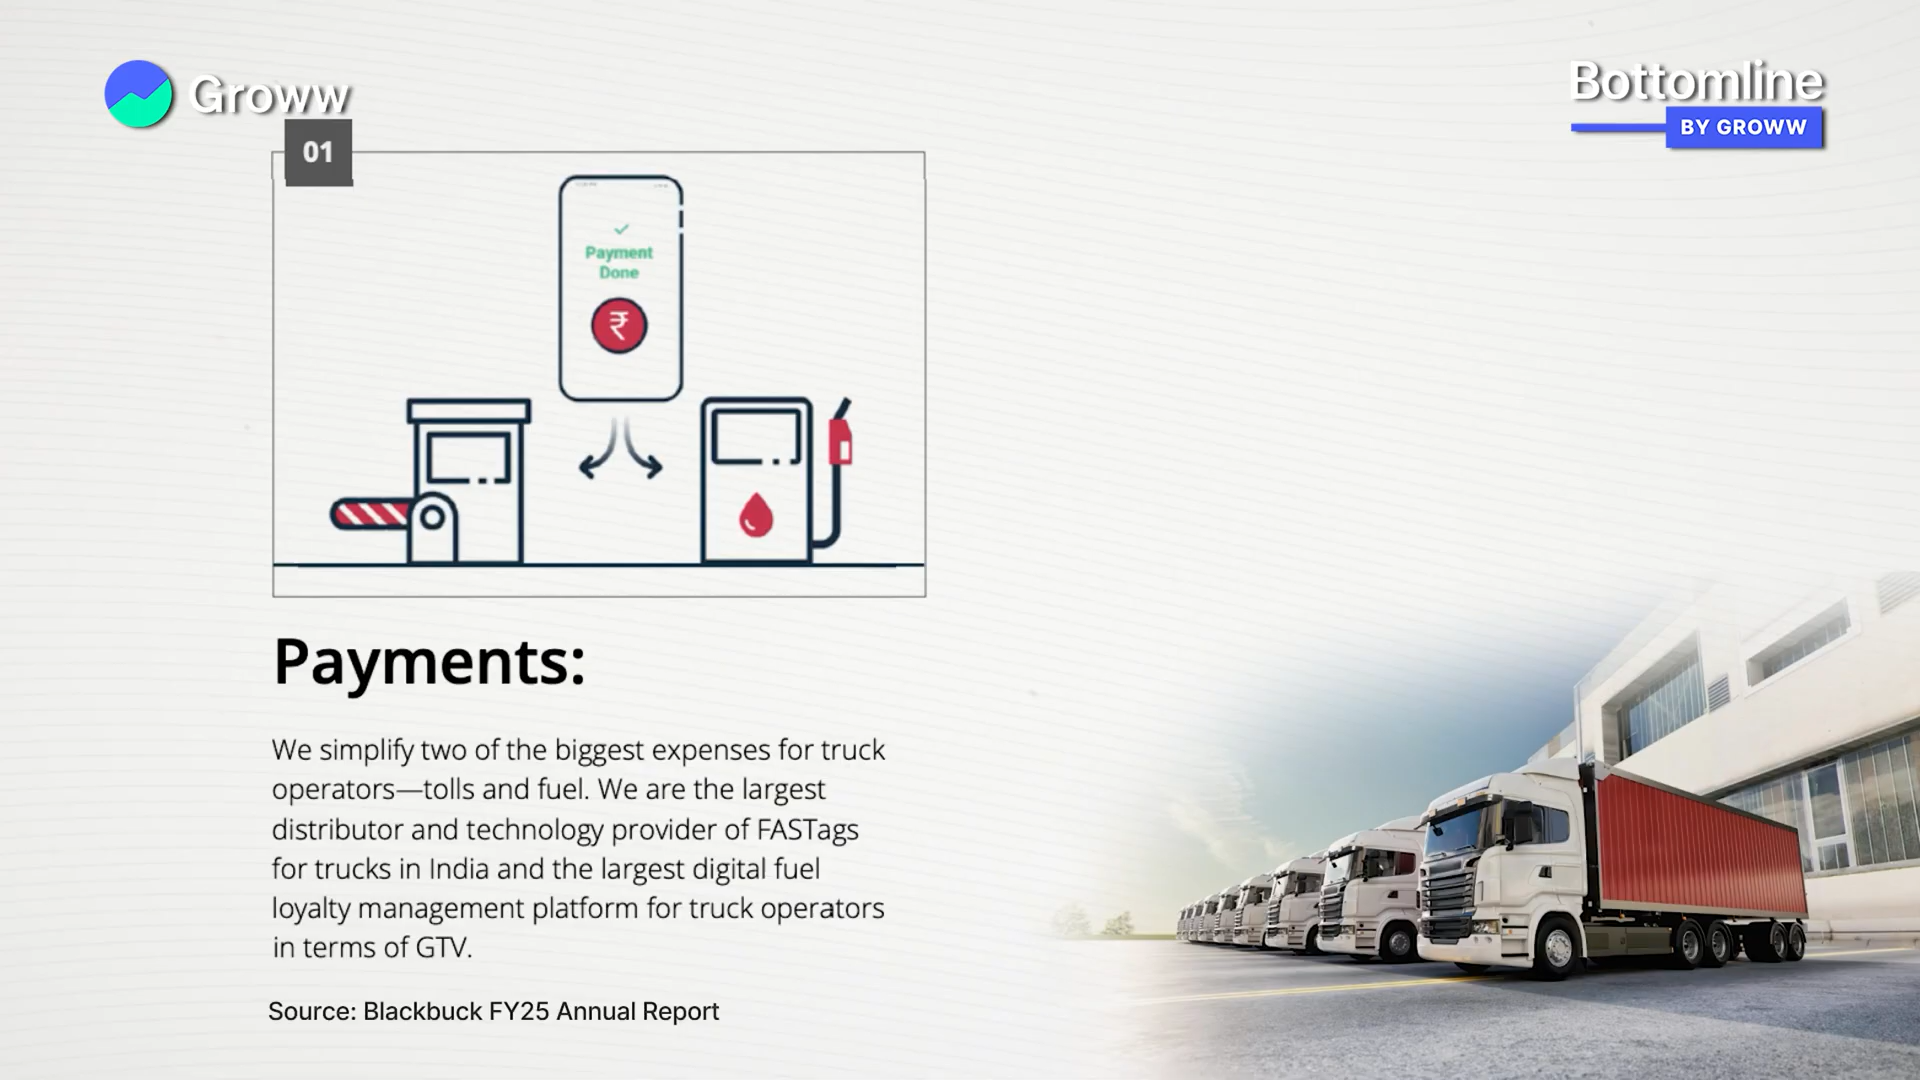 Groww
Bottomline
BY GROWW
01
Payment
Done
₹
Payments:
We simplify two of the biggest expenses for truck
operators—tolls and fuel. We are the largest
distributor and technology provider of FASTags
for trucks in India and the largest digital fuel
loyalty management platform for truck operators
in terms of GTV.
Source: Blackbuck FY25 Annual Report